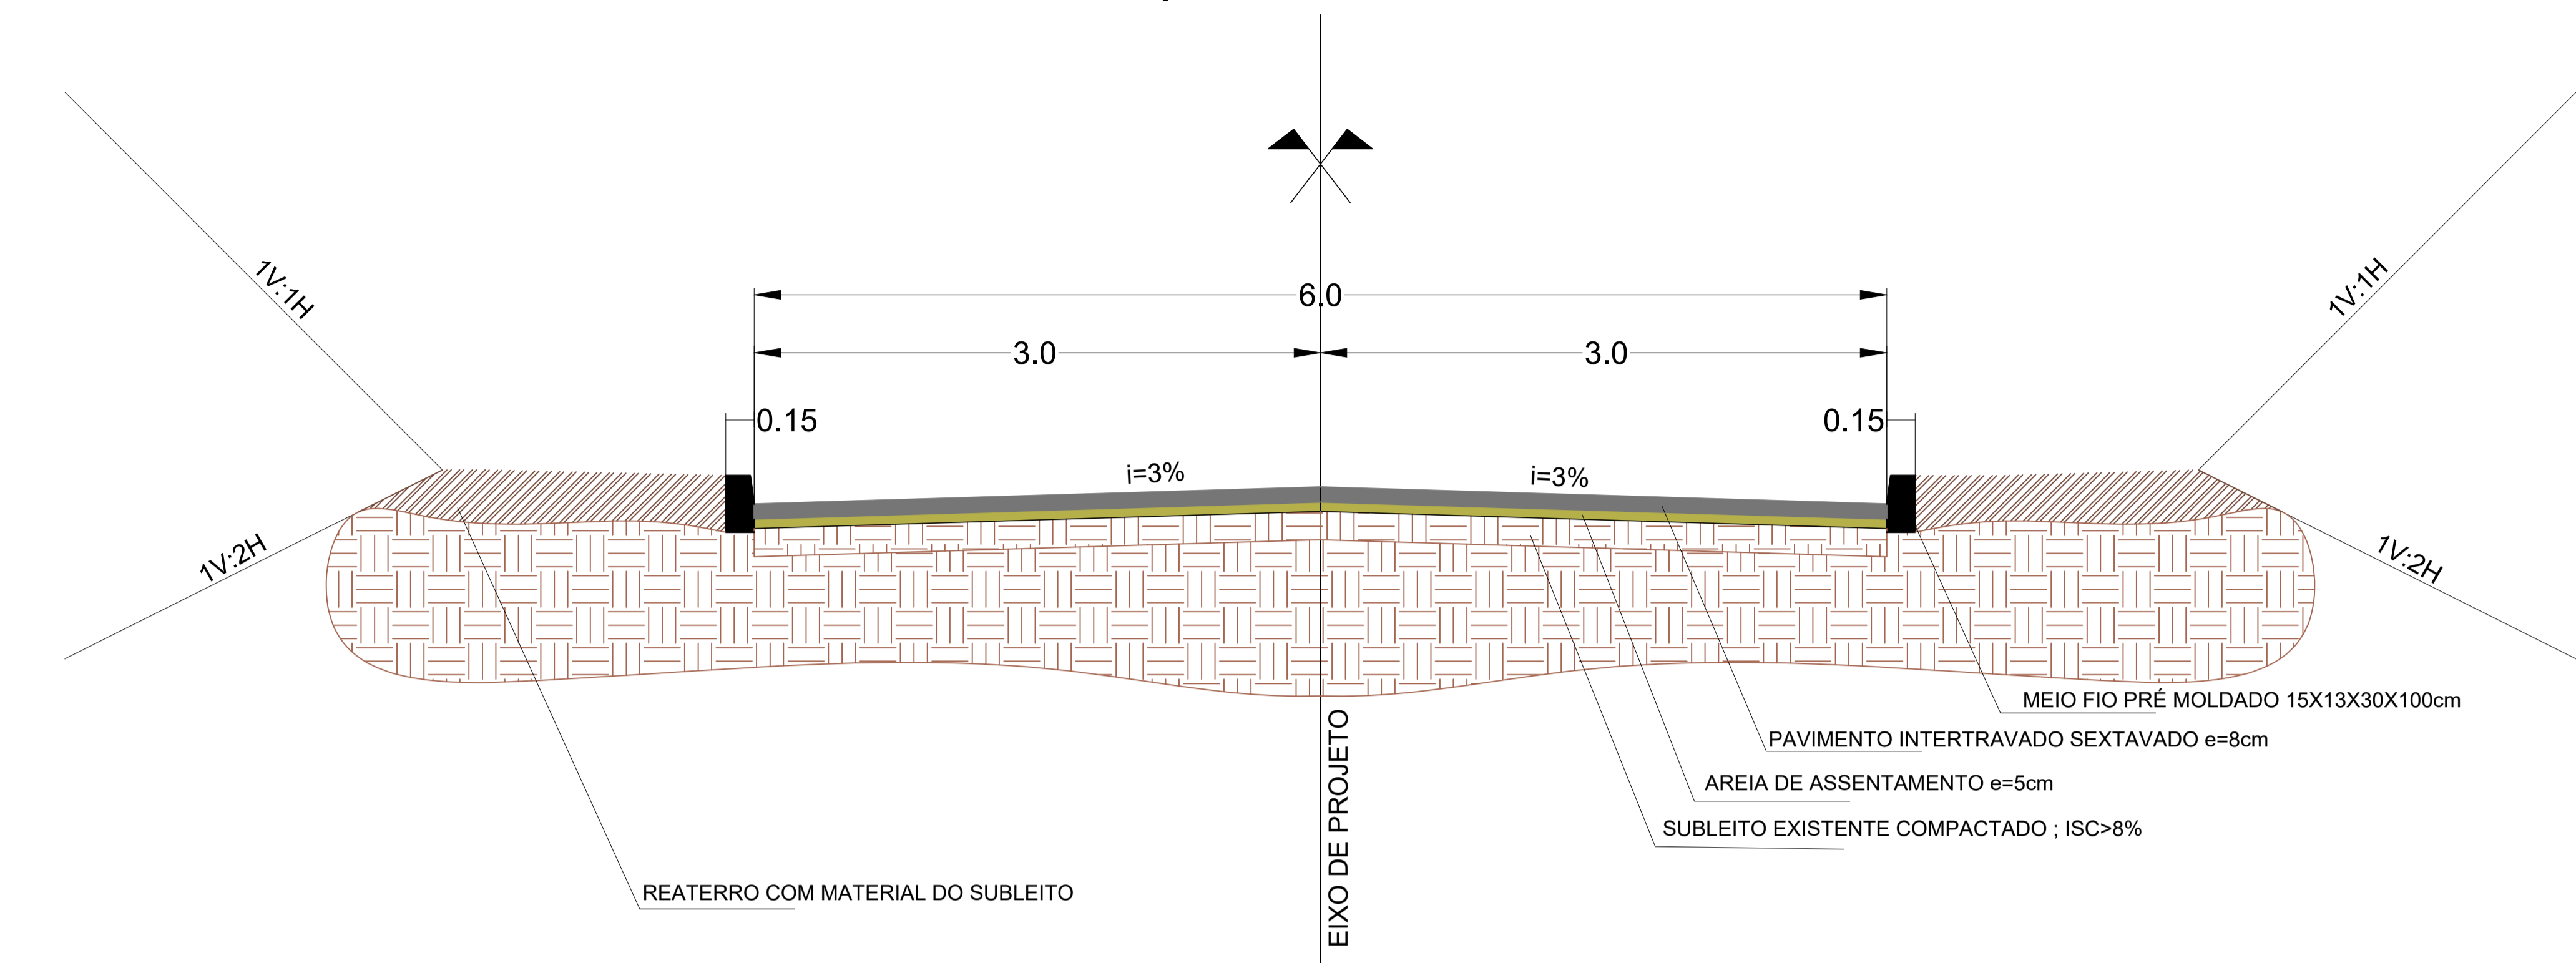 1V:1H
1V:1H
6.0
3.0
3.0
0.15
0.15
i=3%
i=3%
1V:2H
1V:2H
MEIO FIO PRÉ MOLDADO 15X13X30X100cm
PAVIMENTO INTERTRAVADO SEXTAVADO e=8cm
AREIA DE ASSENTAMENTO e=5cm
SUBLEITO EXISTENTE COMPACTADO ; ISC>8%
REATERRO COM MATERIAL DO SUBLEITO
EIXO DE PROJETO